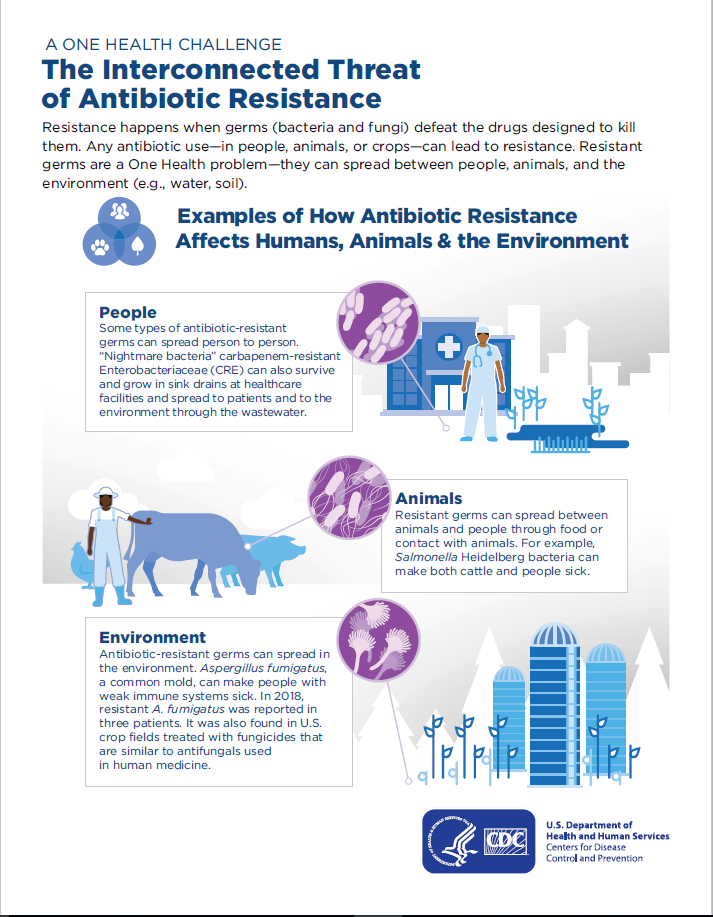 A ONE HEALTH CHALLENGE
The Interconnected Threat
of Antibiotic Resistance
Resistance happens when germs (bacteria and fungi) defeat the drugs designed to kill
them. Any antibiotic use—in people, animals, or crops—can lead to resistance. Resistant
germs are a One Health problem—they can spread between people, animals, and the
environment (e.g., water, soil).
Examples of How Antibiotic Resistance
Affects Humans, Animals & the Environment
People
Some types of antibiotic-resistant
germs can spread person to person.
“Nightmare bacteria” carbapenem-resistant
Enterobacteriaceae (CRE) can also survive
and grow in sink drains at healthcare
facilities and spread to patients and to the
environment through the wastewater.
Animals
Resistant germs can spread between
animals and people through food or
contact with animals. For example,
Salmonella Heidelberg bacteria can
make both cattle and people sick.
Environment
Antibiotic-resistant germs can spread in
the environment. Aspergillus fumigatus,
a common mold, can make people with
weak immune systems sick. In 2018,
resistant A. fumigatus was reported in
three patients. It was also found in U.S.
crop fields treated with fungicides that
are similar to antifungals used
in human medicine.
CDC
U.S. Department of
Health and Human Services
Centers for Disease
Control and Prevention